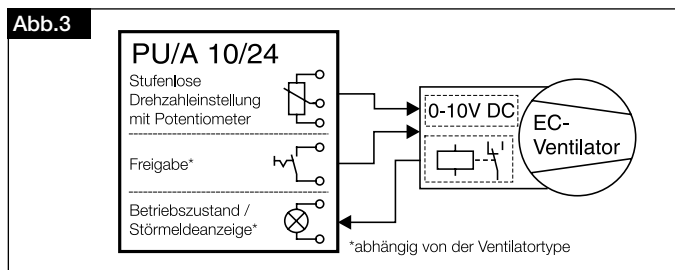 Abb.3
PU/A 10/24
Stufenlose
Drehzahleinstellung
mit Potentiometer
Freigabe*
Betriebszustand /
Störmeldeanzeige*
0-10V DC
EC-
Ventilator
*abhängig von der Ventilatortype